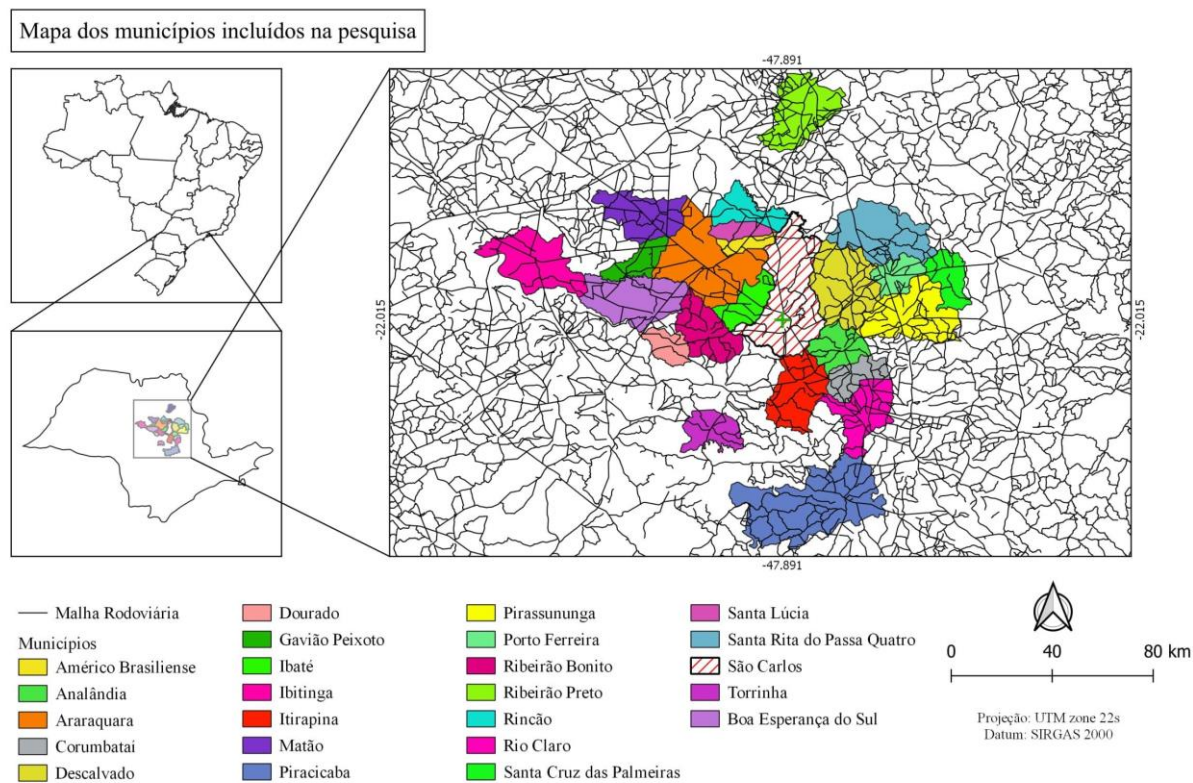 Mapa dos municípios incluídos na pesquisa
-47.891
-22.015
-22.015
-47.891
Malha Rodoviária
Municípios
Américo Brasiliense
Analândia
Araraquara
Corumbatai
Descalvado
Dourado
Gavião Peixoto
Ibaté
Ibitinga
Itirapina
Matão
Piracicaba
Pirassununga
Porto Ferreira
Ribeirão Bonito
Ribeirão Preto
Rincão
Rio Claro
Santa Cruz das Palmeiras
Santa Lúcia
Santa Rita do Passa Quatro
São Carlos
Torrinha
Boa Esperança do Sul
0 40 80 km
Projeção: UTM zone 22s
Datum: SIRGAS 2000